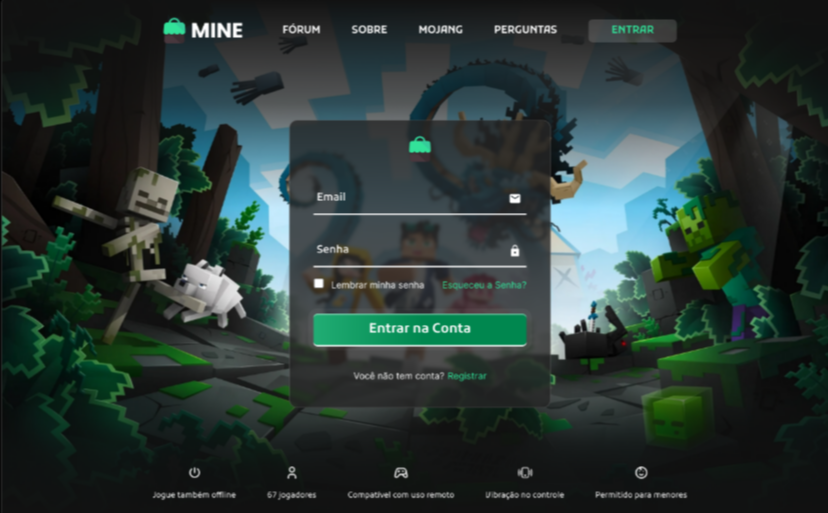 MINE
FÓRUM
SOBRE
MOJANG
PERGUNTAS
ENTRAR
Email
Senha
Lembrar minha senha
Esqueceu a Senha?
Entrar na Conta
Você não tem conta? Registrar
Jogue também offline
67 jogadores
Compatível com uso remoto
Vibração no controle
Permitido para menores